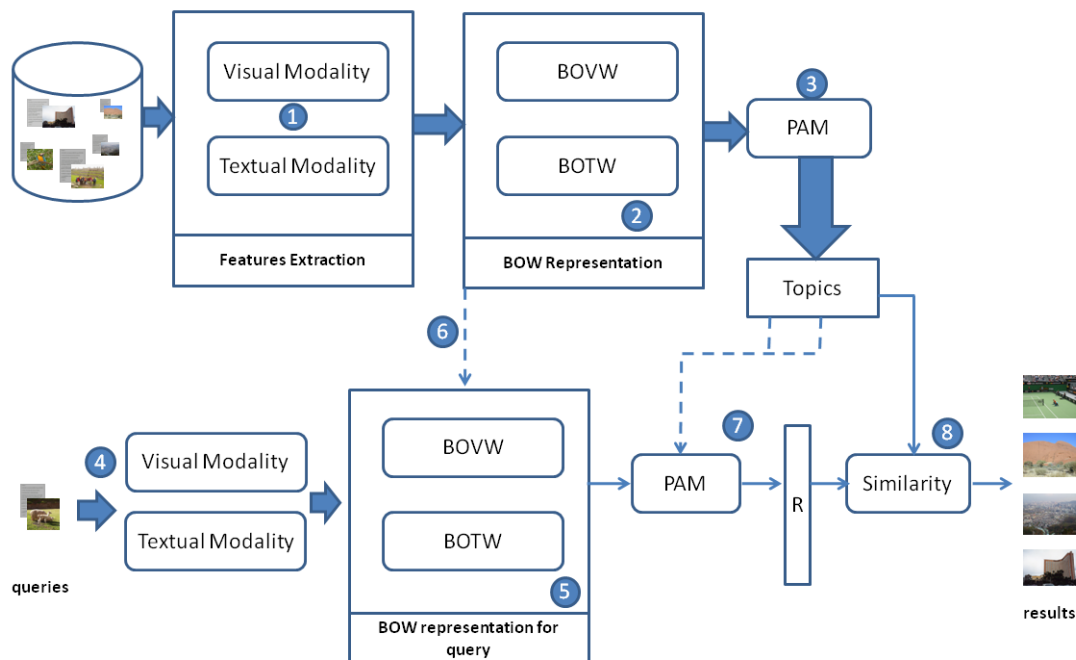 Visual Modality
1
Textual Modality
Features Extraction
BOVW
BOTW
2
BOW Representation
3
PAM
Topics
6
4
Visual Modality
Textual Modality
queries
BOVW
BOTW
5
BOW representation for
query
7
PAM
R
8
Similarity
results